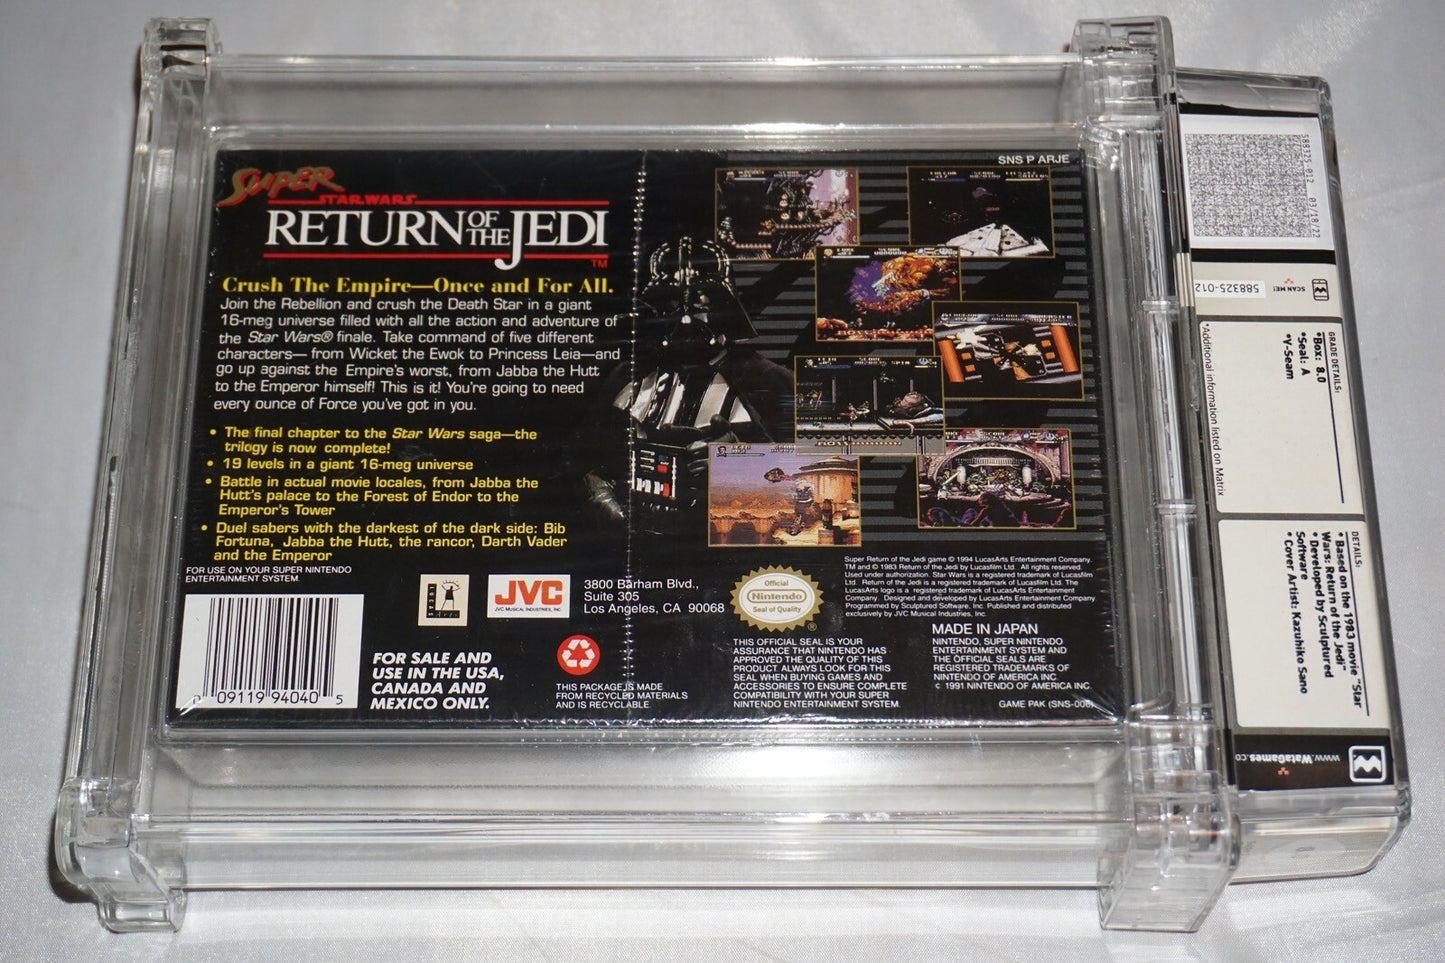 SUPER
STAR WARS
RETURN OF THE JEDI™
Crush The Empire—Once and For All.
Join the Rebellion and crush the Death Star in a giant
16-meg universe filled with all the action and adventure of
the Star Wars® finale. Take command of five different
characters— from Wicket the Ewok to Princess Leia—and
go up against the Empire's worst, from Jabba the Hutt
to the Emperor himself! This is it! You're going to need
every ounce of Force you've got in you.
• The final chapter to the Star Wars saga—the
trilogy is now complete!
• 19 levels in a giant 16-meg universe
• Battle in actual movie locales, from Jabba the
Hutt's palace to the Forest of Endor to the
Emperor's Tower
• Duel sabers with the darkest of the dark side: Bib
Fortuna, Jabba the Hutt, the rancor, Darth Vader
and the Emperor
FOR USE ON YOUR SUPER NINTENDO
ENTERTAINMENT SYSTEM.
0 09119 94040 5
FOR SALE AND
USE IN THE USA,
CANADA AND
MEXICO ONLY.
LUCAS
ARTS
JVC
JVC MUSICAL INDUSTRIES, INC.
3800 Barham Blvd.,
Suite 305
Los Angeles, CA 90068
THIS PACKAGE IS MADE
FROM RECYCLED MATERIALS
AND IS RECYCLABLE.
SNS P ARJE
Official
Nintendo
Seal of Quality
®
THIS OFFICIAL SEAL IS YOUR
ASSURANCE THAT NINTENDO HAS
APPROVED THE QUALITY OF THIS
PRODUCT. ALWAYS LOOK FOR THIS
SEAL WHEN BUYING GAMES AND
ACCESSORIES TO ENSURE COMPLETE
COMPATIBILITY WITH YOUR SUPER
NINTENDO ENTERTAINMENT SYSTEM.
Super Return of the Jedi game © 1994 LucasArts Entertainment Company.
TM and © 1983 Return of the Jedi by Lucasfilm Ltd. All rights reserved.
Used under authorization. Star Wars is a registered trademark of Lucasfilm
Ltd. Return of the Jedi is a trademark of Lucasfilm Ltd. The
LucasArts logo is a registered trademark of LucasArts Entertainment
Company. Designed and developed by LucasArts Entertainment Company.
Programmed by Sculptured Software, Inc. Published and distributed
exclusively by JVC Musical Industries, Inc.
MADE IN JAPAN
NINTENDO, SUPER NINTENDO
ENTERTAINMENT SYSTEM AND
THE OFFICIAL SEALS ARE
REGISTERED TRADEMARKS OF
NINTENDO OF AMERICA INC.
© 1991 NINTENDO OF AMERICA INC.
GAME PAK (SNS-006)
588325-012 03/18/22
SCAN ME!
588325-012
GRADE DETAILS:
•Box: 8.0
•Seal: A
•Y-Seam
*Additional information listed on Matrix
DETAILS:
• Based on the 1983 movie "Star
Wars: Return of the Jedi"
• Developed by Sculptured
Software
• Cover Artist: Kazuhiko Sano
www.WataGames.co